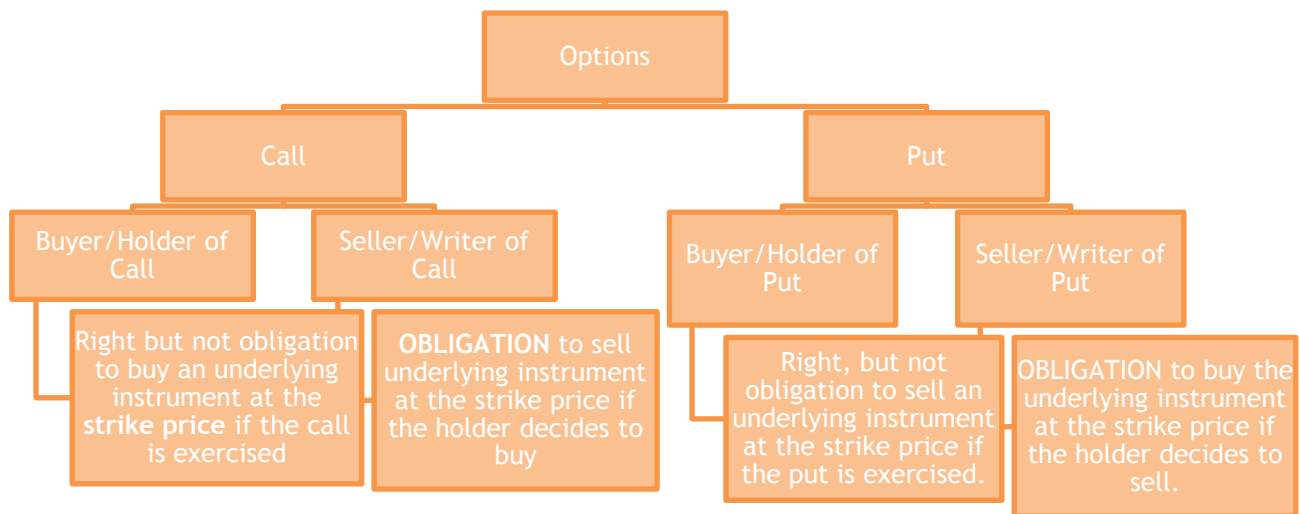 Options
Call
Put
Buyer/Holder of
Call
Seller/Writer of
Call
Buyer/Holder of
Put
Seller/Writer of
Put
Right but not obligation
to buy an underlying
instrument at the
strike price if the call
is exercised
OBLIGATION to sell
underlying instrument
at the strike price if
the holder decides to
buy
Right, but not
obligation to sell an
underlying instrument
at the strike price if
the put is exercised.
OBLIGATION to buy the
underlying instrument
at the strike price if
the holder decides to
sell.